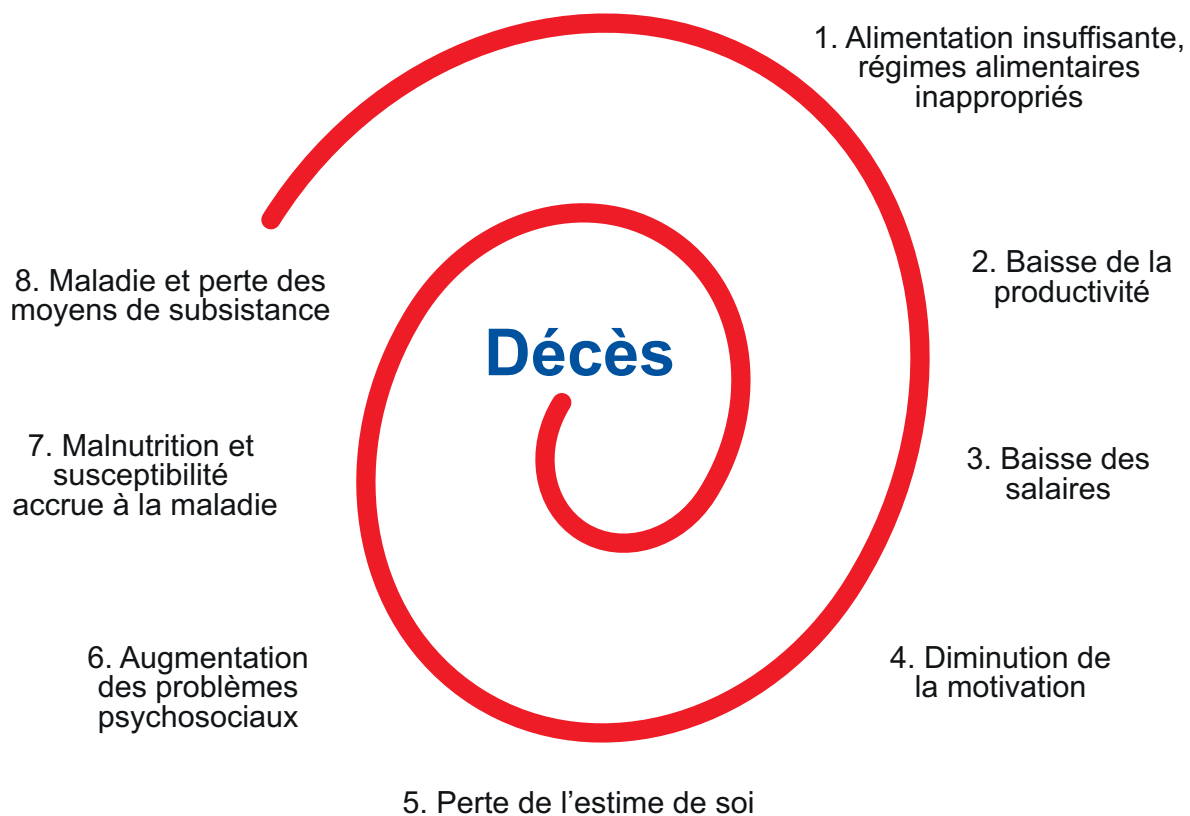 1. Alimentation insuffisante,
régimes alimentaires
inappropriés
2. Baisse de la
productivité
3. Baisse des
salaires
4. Diminution de
la motivation
5. Perte de l’estime de soi
6. Augmentation
des problèmes
psychosociaux
7. Malnutrition et
susceptibilité
accrue à la maladie
8. Maladie et perte des
moyens de subsistance
Décès